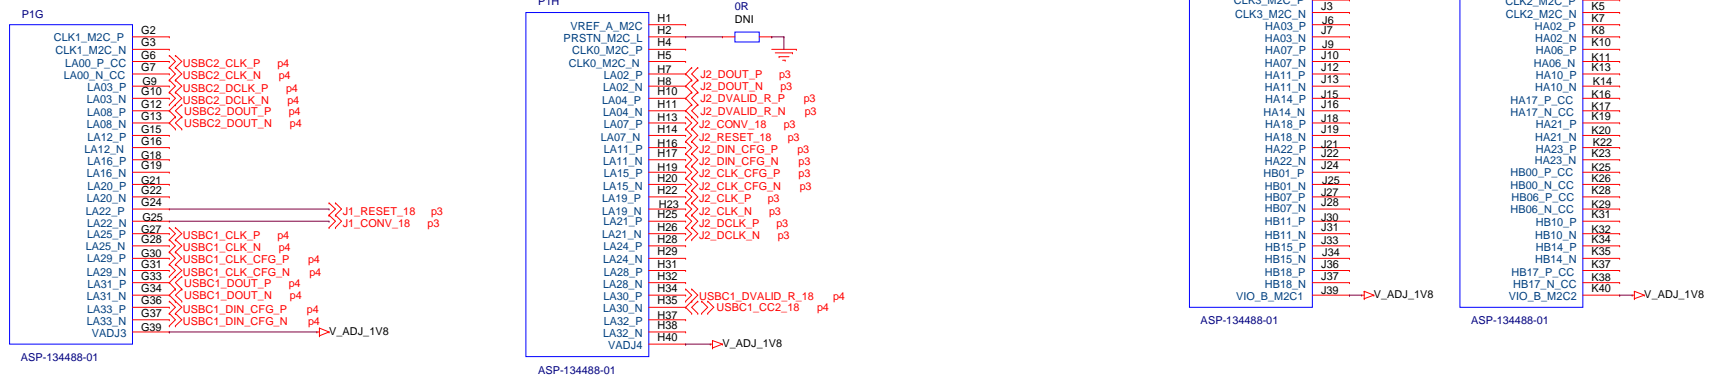 P1G
CLK1_M2C_P G2
CLK1_M2C_N G3
LA00_P_CC G6 USBC2_CLK_P p4
LA00_N_CC G7 USBC2_CLK_N p4
LA03_P G9 USBC2_DCLK_P p4
LA03_N G10 USBC2_DCLK_N p4
LA08_P G12 USBC2_DOUT_P p4
LA08_N G13 USBC2_DOUT_N p4
LA12_P G15
LA12_N G16
LA16_P G18
LA16_N G19
LA20_P G21
LA20_N G22
LA22_P G24 J1_RESET_18 p3
LA22_N G25 J1_CONV_18 p3
LA25_P G27 USBC1_CLK_P p4
LA25_N G28 USBC1_CLK_N p4
LA29_P G30 USBC1_CLK_CFG_P p4
LA29_N G31 USBC1_CLK_CFG_N p4
LA31_P G33 USBC1_DOUT_P p4
LA31_N G34 USBC1_DOUT_N p4
LA33_P G36 USBC1_DIN_CFG_P p4
LA33_N G37 USBC1_DIN_CFG_N p4
VADJ3 G39 V_ADJ_1V8
ASP-134488-01
P1H
0R
DNI
VREF_A_M2C H1
PRSTN_M2C_L H2
CLK0_M2C_P H4
CLK0_M2C_N H5
LA02_P H7 J2_DOUT_P p3
LA02_N H8 J2_DOUT_N p3
LA04_P H10 J2_DVALID_R_P p3
LA04_N H11 J2_DVALID_R_N p3
LA07_P H13 J2_CONV_18 p3
LA07_N H14 J2_RESET_18 p3
LA11_P H16 J2_DIN_CFG_P p3
LA11_N H17 J2_DIN_CFG_N p3
LA15_P H19 J2_CLK_CFG_P p3
LA15_N H20 J2_CLK_CFG_N p3
LA19_P H22 J2_CLK_P p3
LA19_N H23 J2_CLK_N p3
LA21_P H25 J2_DCLK_P p3
LA21_N H26 J2_DCLK_N p3
LA24_P H28
LA24_N H29
LA28_P H31
LA28_N H32
LA30_P H34 USBC1_DVALID_R_18 p4
LA30_N H35 USBC1_CC2_18 p4
LA32_P H37
LA32_N H38
VADJ4 H40 V_ADJ_1V8
ASP-134488-01
CLK3_M2C_P
CLK3_M2C_N J3
HA03_P J6
HA03_N J7
HA07_P J9
HA07_N J10
HA11_P J12
HA11_N J13
HA14_P J15
HA14_N J16
HA18_P J18
HA18_N J19
HA22_P J21
HA22_N J22
HB01_P J24
HB01_N J25
HB07_P J27
HB07_N J28
HB11_P J30
HB11_N J31
HB15_P J33
HB15_N J34
HB18_P J36
HB18_N J37
VIO_B_M2C1 J39 V_ADJ_1V8
ASP-134488-01
CLK2_M2C_P
CLK2_M2C_N K5
HA02_P K7
HA02_N K8
HA06_P K10
HA06_N K11
HA10_P K13
HA10_N K14
HA17_P_CC K16
HA17_N_CC K17
HA21_P K19
HA21_N K20
HA23_P K22
HA23_N K23
HB00_P_CC K25
HB00_N_CC K26
HB06_P_CC K28
HB06_N_CC K29
HB10_P K31
HB10_N K32
HB14_P K34
HB14_N K35
HB17_P_CC K37
HB17_N_CC K38
VIO_B_M2C2 K40 V_ADJ_1V8
ASP-134488-01